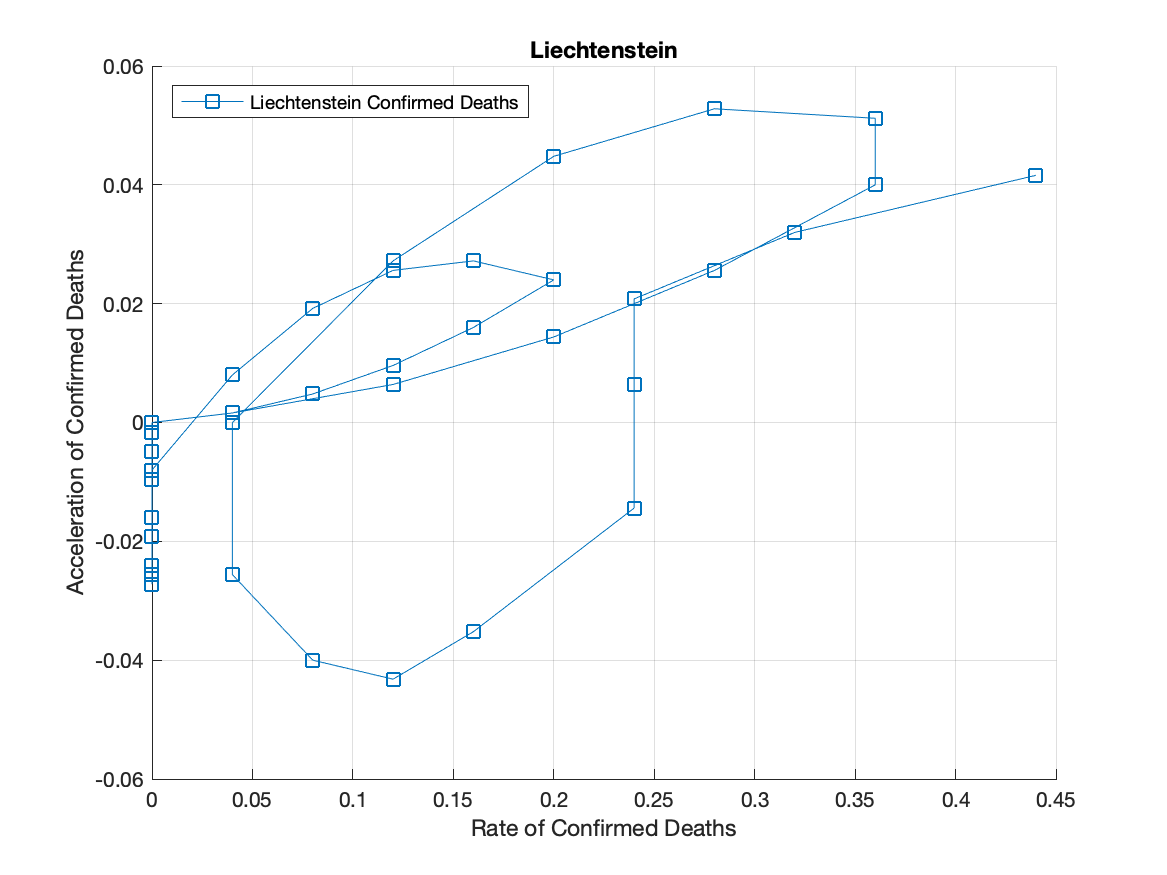 Liechtenstein
Liechtenstein Confirmed Deaths
Acceleration of Confirmed Deaths
0.06
0.04
0.02
0
-0.02
-0.04
-0.06
0 0.05 0.1 0.15 0.2 0.25 0.3 0.35 0.4 0.45
Rate of Confirmed Deaths